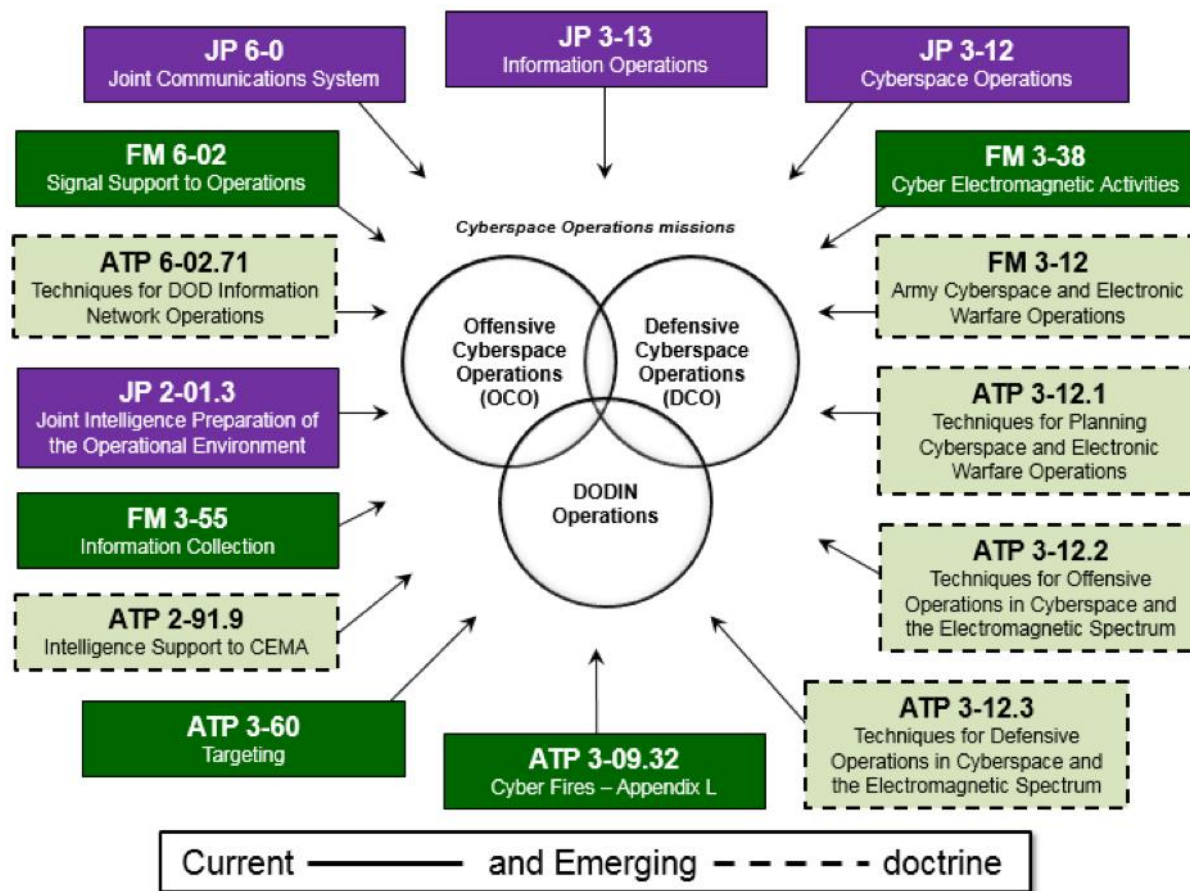 JP 6-0
Joint Communications System
JP 3-13
Information Operations
JP 3-12
Cyberspace Operations
FM 6-02
Signal Support to Operations
FM 3-38
Cyber Electromagnetic Activities
Cyberspace Operations missions
ATP 6-02.71
Techniques for DOD Information
Network Operations
FM 3-12
Army Cyberspace and Electronic
Warfare Operations
Offensive
Cyberspace
Operations
(OCO)
Defensive
Cyberspace
Operations
(DCO)
JP 2-01.3
Joint Intelligence Preparation of
the Operational Environment
ATP 3-12.1
Techniques for Planning
Cyberspace and Electronic
Warfare Operations
DODIN
Operations
FM 3-55
Information Collection
ATP 3-12.2
Techniques for Offensive
Operations in Cyberspace and
the Electromagnetic Spectrum
ATP 2-91.9
Intelligence Support to CEMA
ATP 3-60
Targeting
ATP 3-09.32
Cyber Fires – Appendix L
ATP 3-12.3
Techniques for Defensive
Operations in Cyberspace and
the Electromagnetic Spectrum
Current and Emerging doctrine